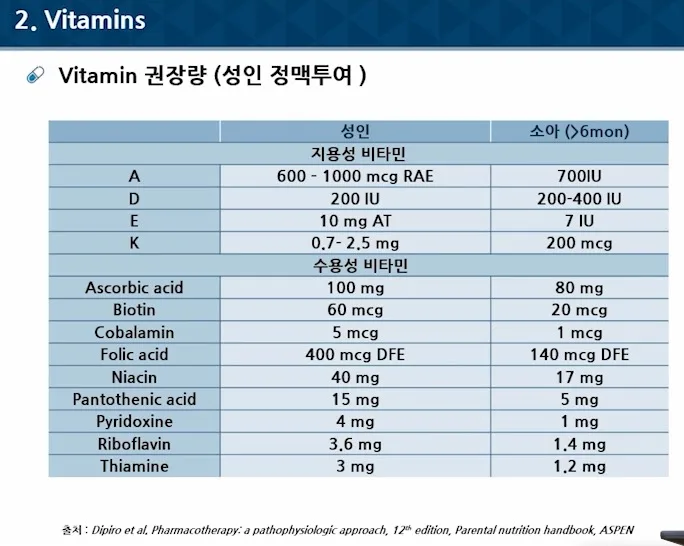 2. Vitamins
Vitamin 권장량 (성인 정맥투여 )
성인 소아 (>6mon)
지용성 비타민
A 600 - 1000 mcg RAE 700IU
D 200 IU 200-400 IU
E 10 mg AT 7 IU
K 0.7- 2.5 mg 200 mcg
수용성 비타민
Ascorbic acid 100 mg 80 mg
Biotin 60 mcg 20 mcg
Cobalamin 5 mcg 1 mcg
Folic acid 400 mcg DFE 140 mcg DFE
Niacin 40 mg 17 mg
Pantothenic acid 15 mg 5 mg
Pyridoxine 4 mg 1 mg
Riboflavin 3.6 mg 1.4 mg
Thiamine 3 mg 1.2 mg
출처 : Dipiro et al, Pharmacotherapy: a pathophysiologic approach, 12th edition, Parental nutrition handbook, ASPEN